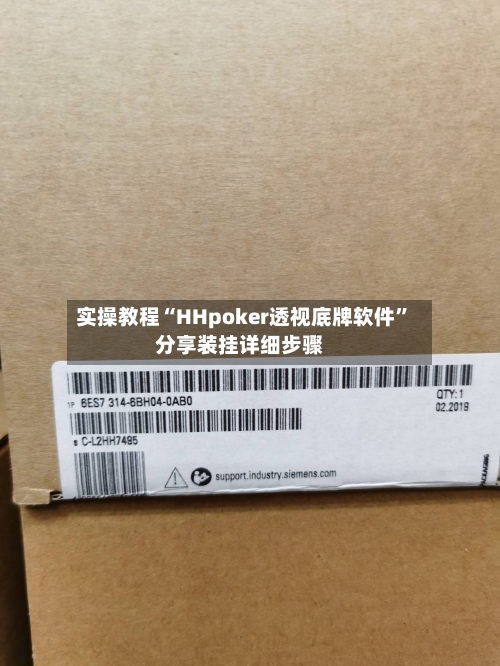 实操教程“HHpoker透视底牌软件”
分享装挂详细步骤
1P 6ES7 314-6BH04-0AB0
QTY:1
02.2019
S C-L2HH7495
support.industry.siemens.com
PACKAGING